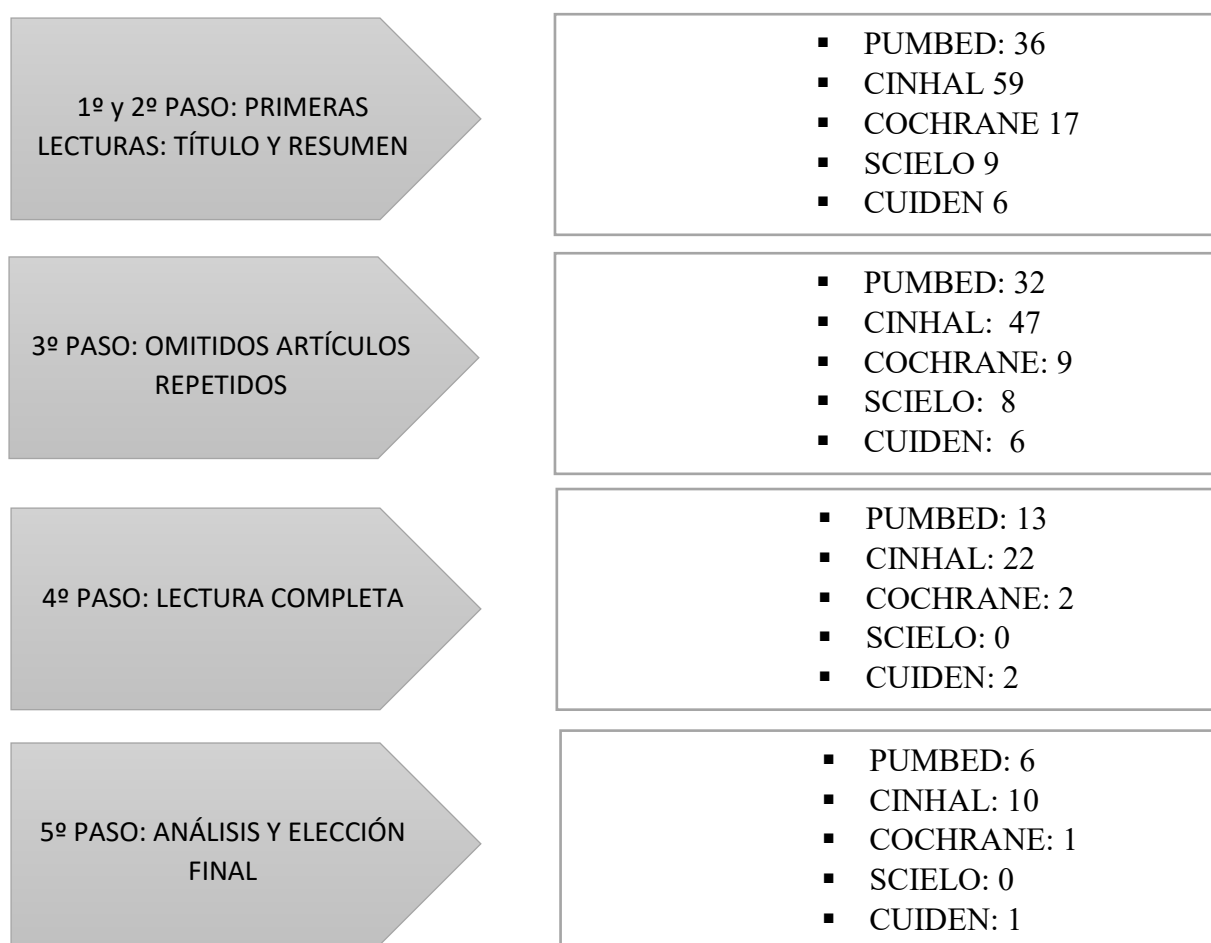 1º y 2º PASO: PRIMERAS
LECTURAS: TÍTULO Y RESUMEN
▪ PUMBED: 36
▪ CINHAL 59
▪ COCHRANE 17
▪ SCIELO 9
▪ CUIDEN 6
3º PASO: OMITIDOS ARTÍCULOS
REPETIDOS
▪ PUMBED: 32
▪ CINHAL: 47
▪ COCHRANE: 9
▪ SCIELO: 8
▪ CUIDEN: 6
4º PASO: LECTURA COMPLETA
▪ PUMBED: 13
▪ CINHAL: 22
▪ COCHRANE: 2
▪ SCIELO: 0
▪ CUIDEN: 2
5º PASO: ANÁLISIS Y ELECCIÓN
FINAL
▪ PUMBED: 6
▪ CINHAL: 10
▪ COCHRANE: 1
▪ SCIELO: 0
▪ CUIDEN: 1